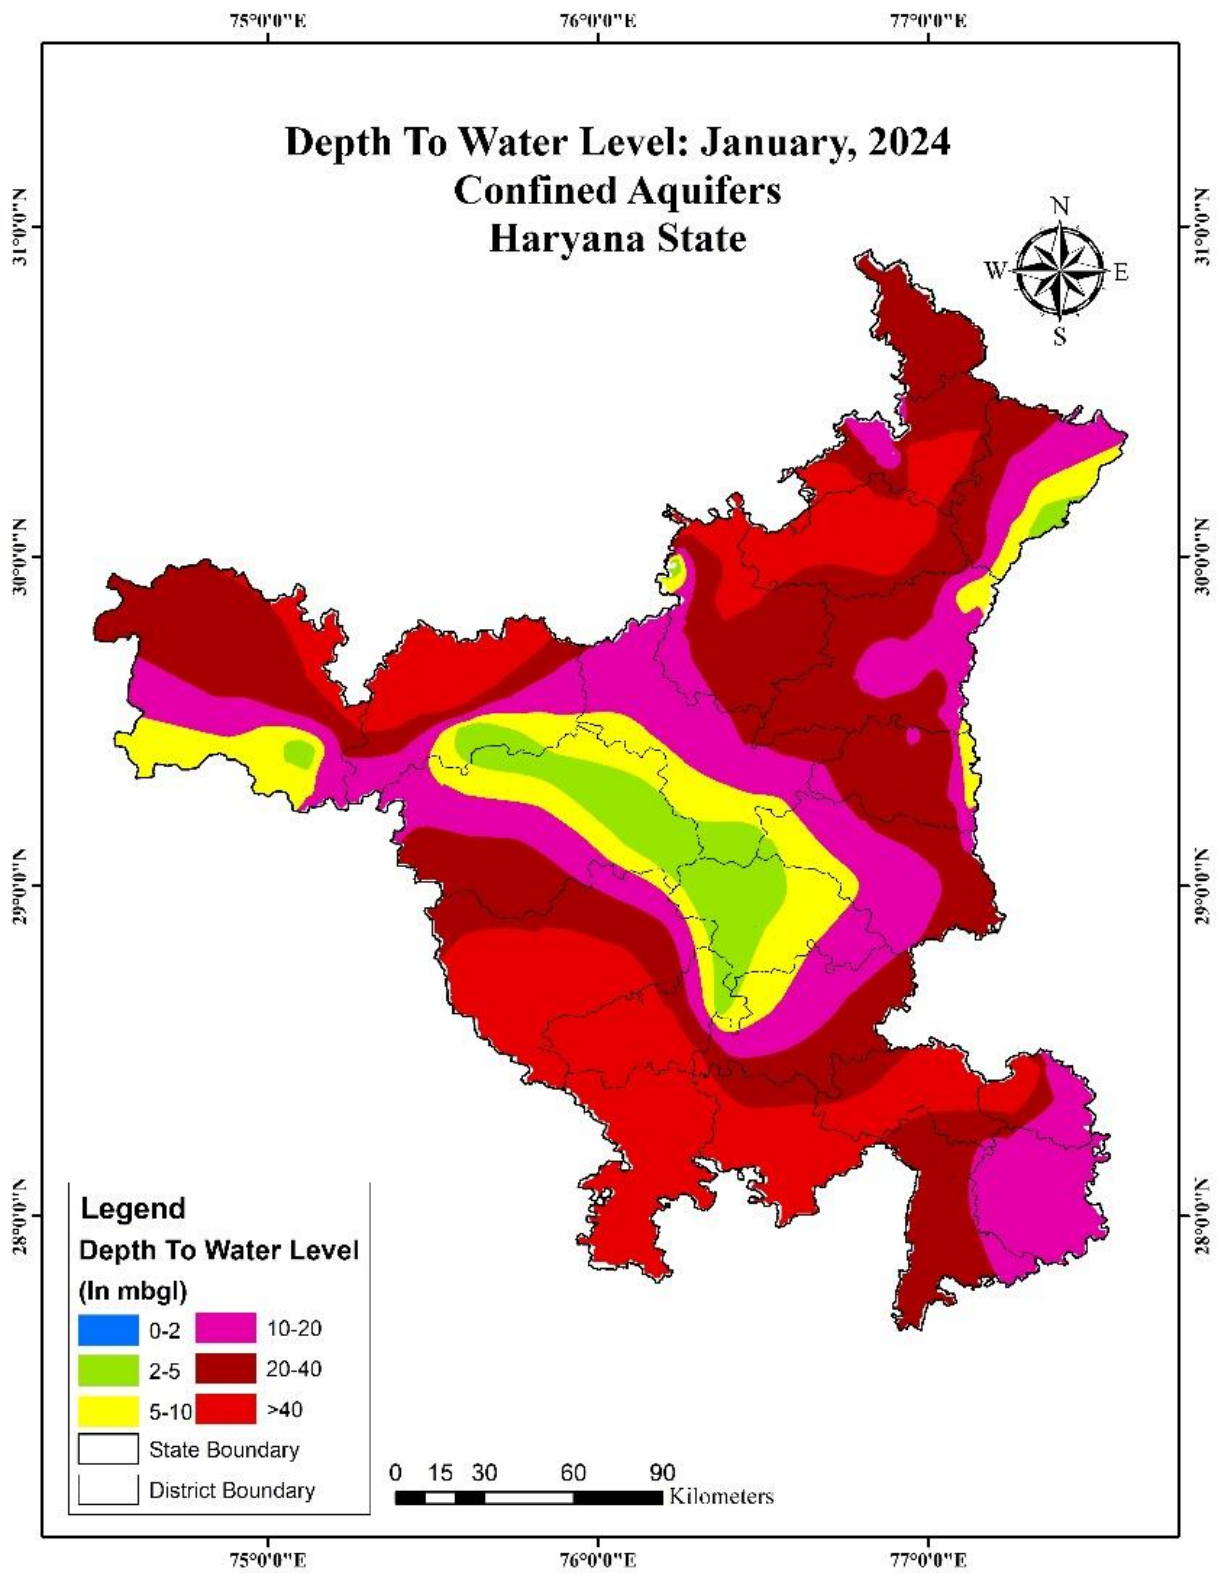 75°0'0"E 76°0'0"E 77°0'0"E
Depth To Water Level: January, 2024
Confined Aquifers
Haryana State
N
W E
S
31°0'0"N 31°0'0"N
30°0'0"N 30°0'0"N
29°0'0"N 29°0'0"N
28°0'0"N 28°0'0"N
Legend
Depth To Water Level
(In mbgl)
0-2 10-20
2-5 20-40
5-10 >40
State Boundary
District Boundary
0 15 30 60 90
Kilometers
75°0'0"E 76°0'0"E 77°0'0"E